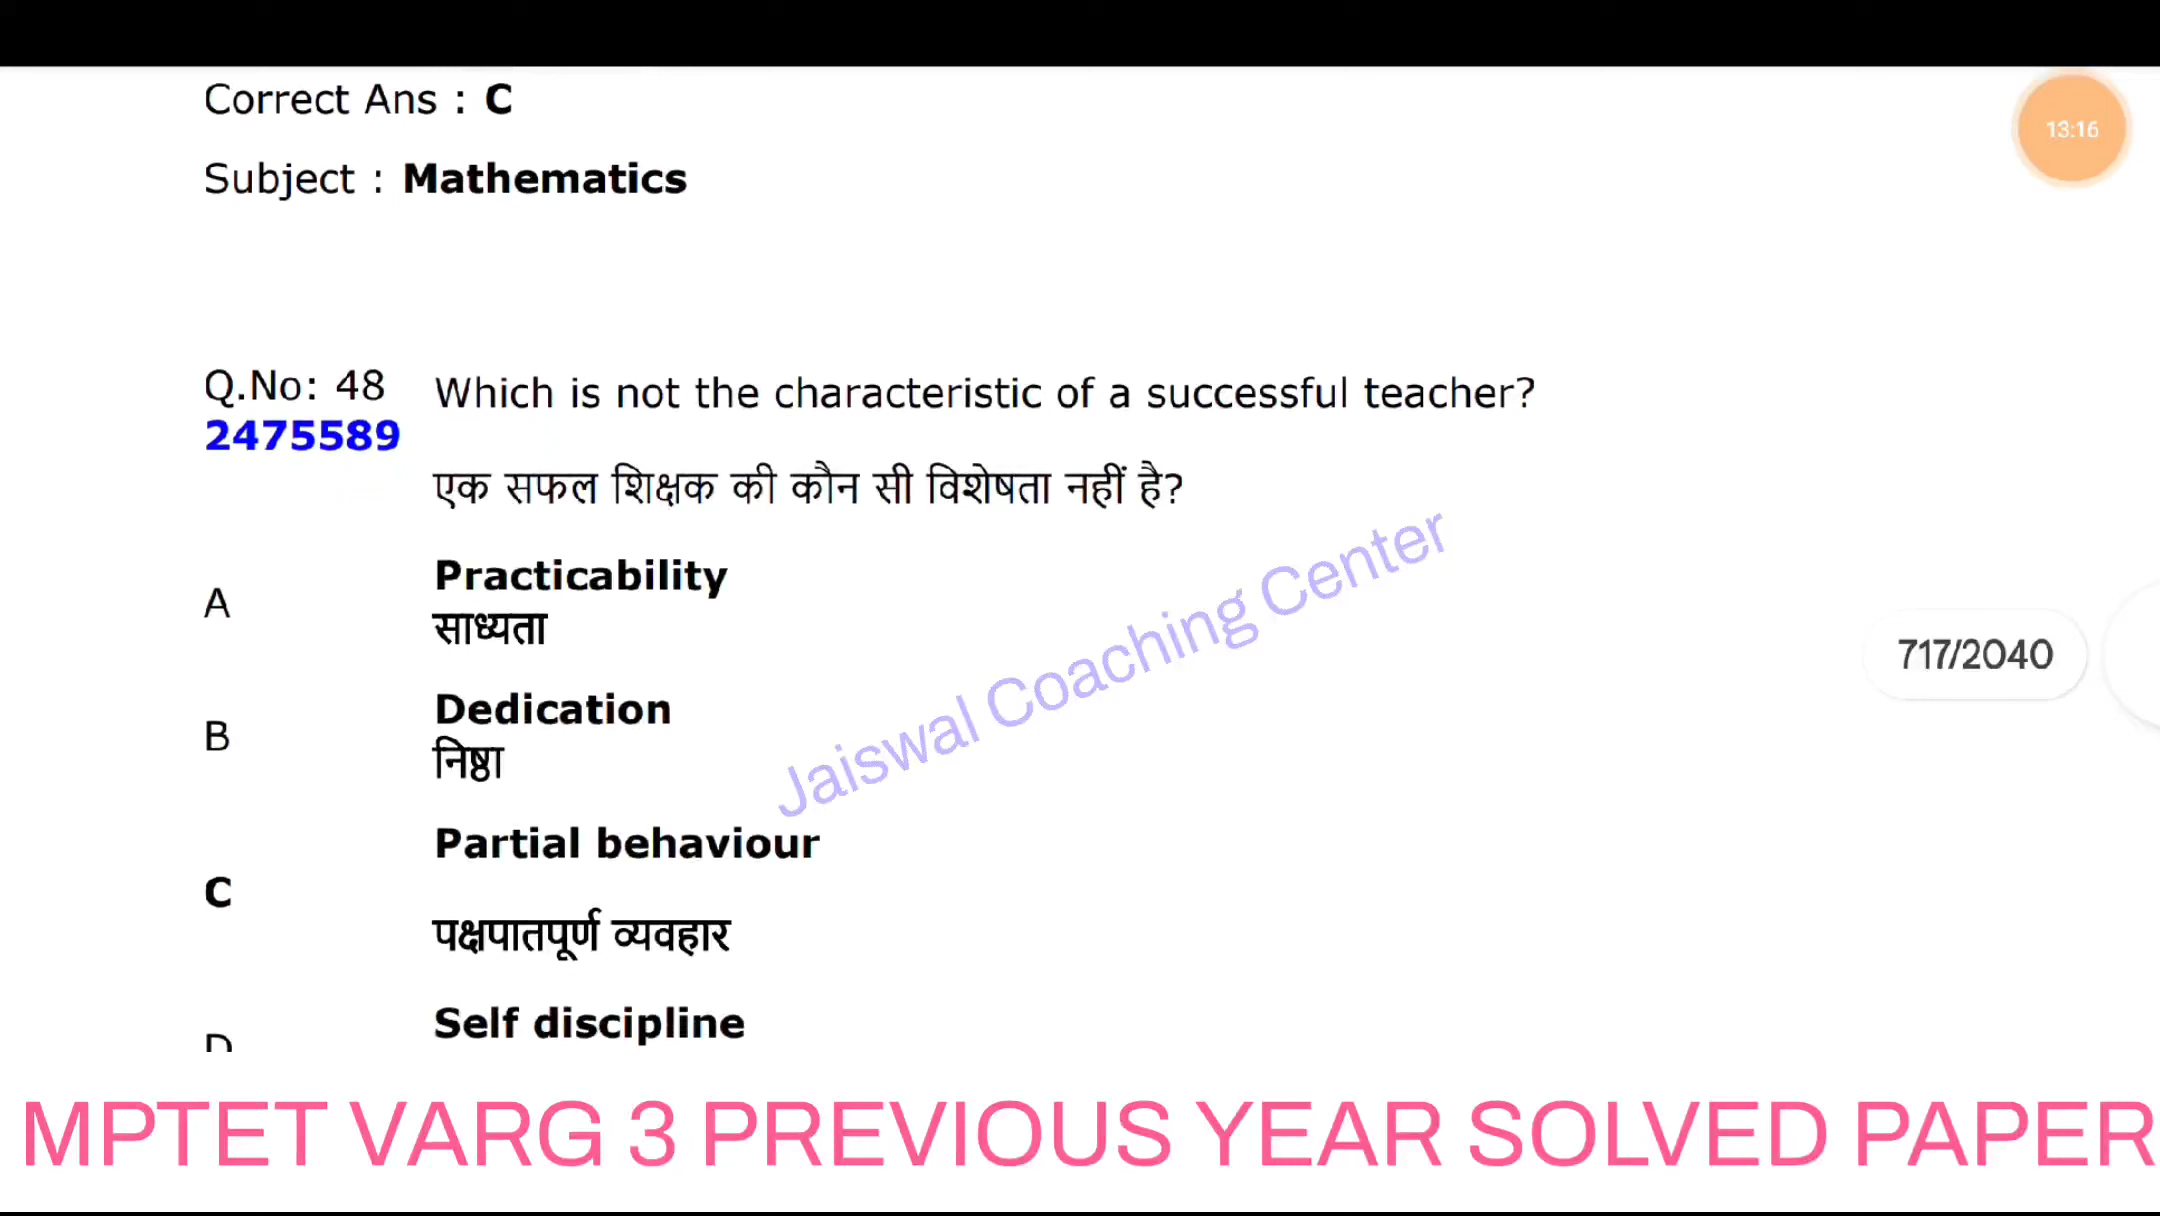 Correct Ans : C
13:16
Subject : Mathematics
Q.No: 48 Which is not the characteristic of a successful teacher?
2475589
एक सफल शिक्षक की कौन सी विशेषता नहीं है?
A
Practicability
साध्यता
717/2040
B
Dedication
निष्ठा
C
Partial behaviour
पक्षपातपूर्ण व्यवहार
D
Self discipline
Jaiswal Coaching Center
MPTET VARG 3 PREVIOUS YEAR SOLVED PAPER